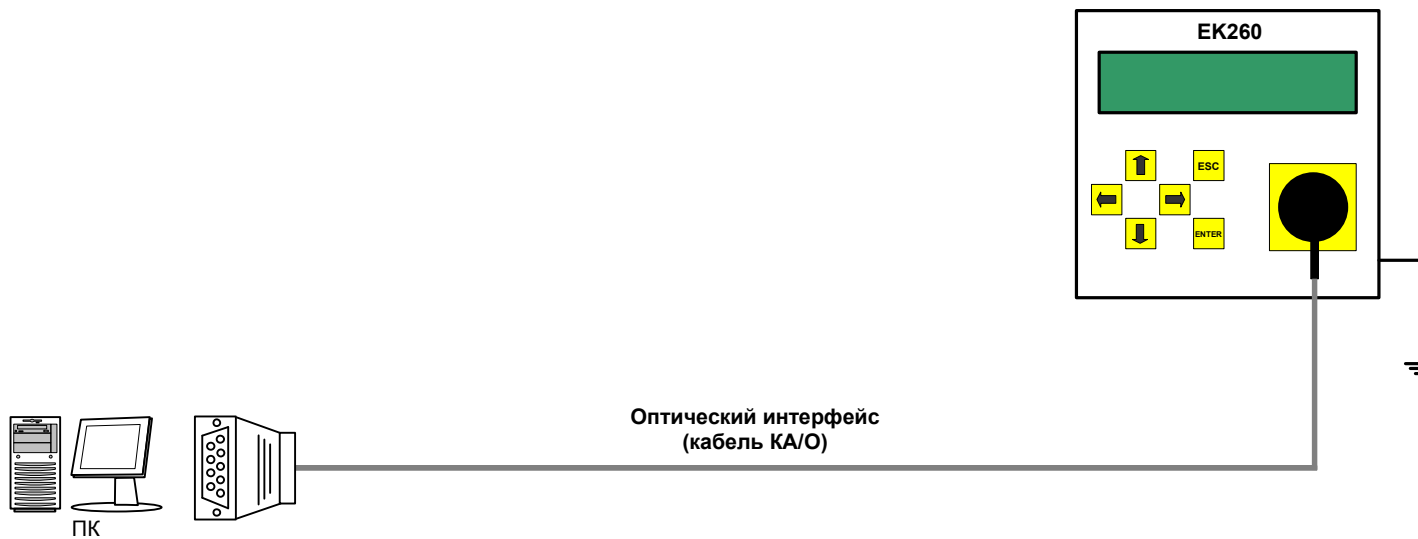 EK260
ESC
ENTER
Оптический интерфейс
(кабель КА/О)
ПК